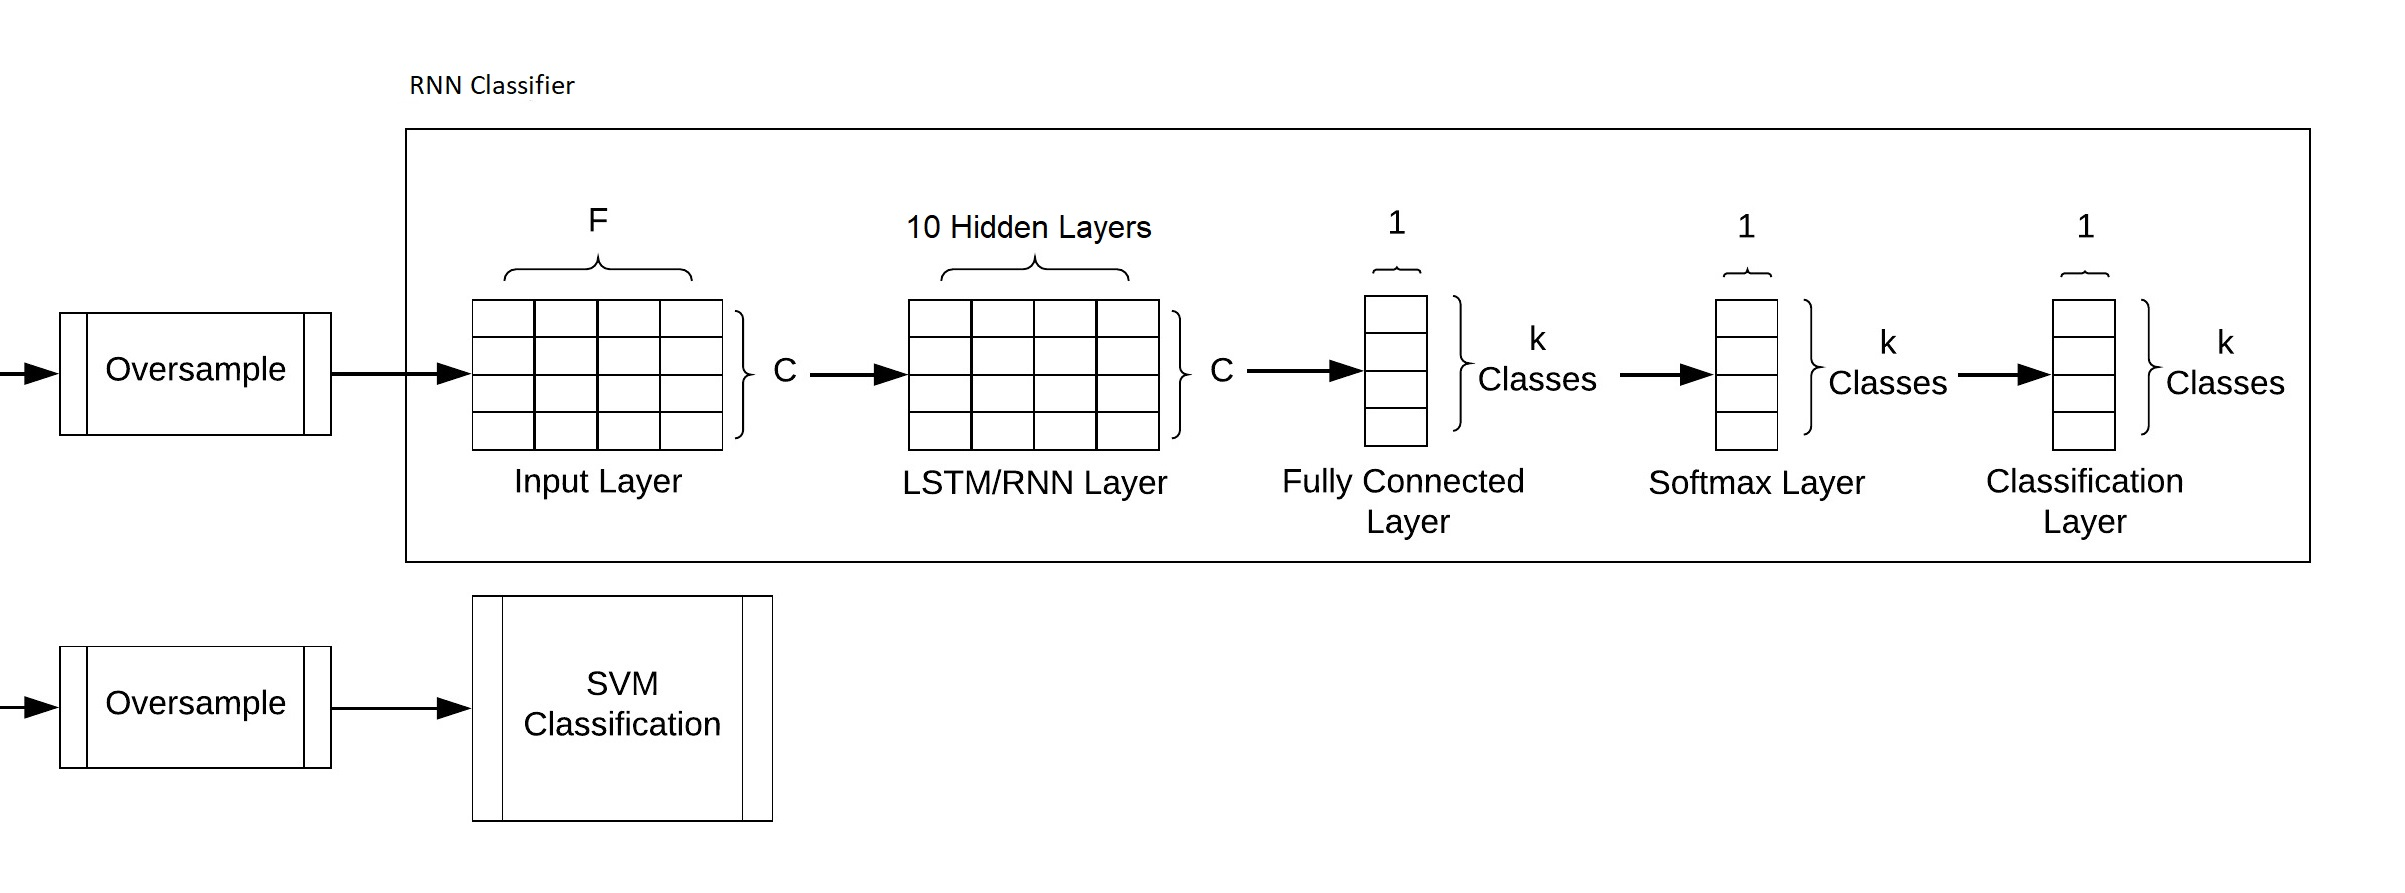 RNN Classifier
F
10 Hidden Layers
1
1
1
Oversample
C
C
k
Classes
k
Classes
k
Classes
Input Layer
LSTM/RNN Layer
Fully Connected
Layer
Softmax Layer
Classification
Layer
Oversample
SVM
Classification